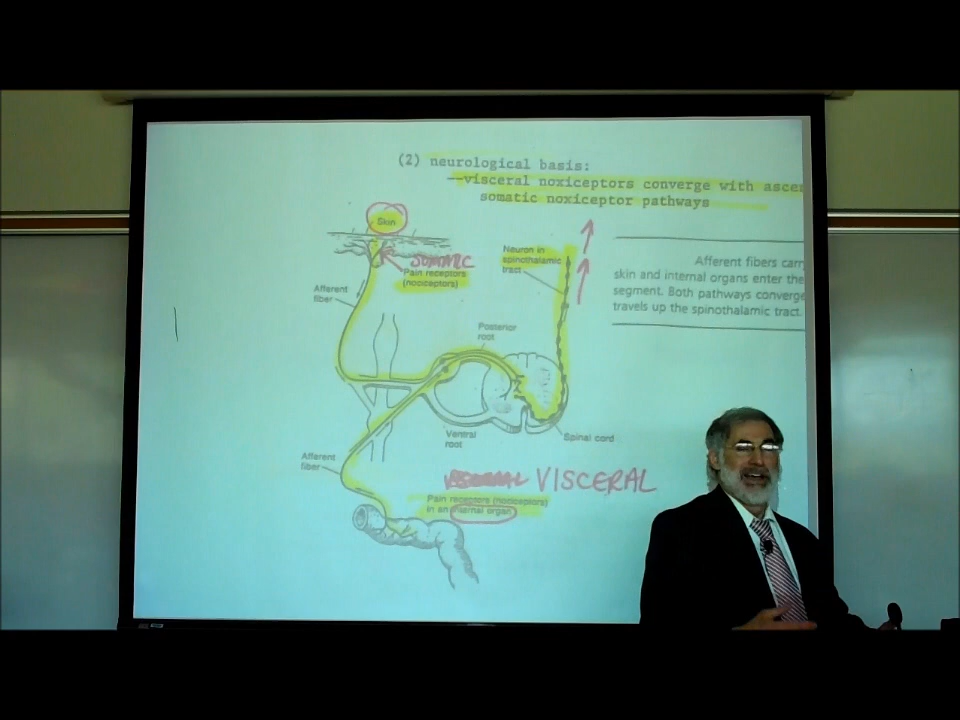 (2) neurological basis:
—visceral noxiceptors converge with ascen
somatic noxiceptor pathways
Skin
SOMATIC
Pain receptors
(nociceptors)
Neuron in
spinothalamic
tract
Afferent fibers carr
skin and internal organs enter the
segment. Both pathways converge
travels up the spinothalamic tract.
Afferent
fiber
Posterior
root
Ventral
root
Spinal cord
Afferent
fiber
VISCERAL
Pain receptors (nociceptors)
in an internal organ